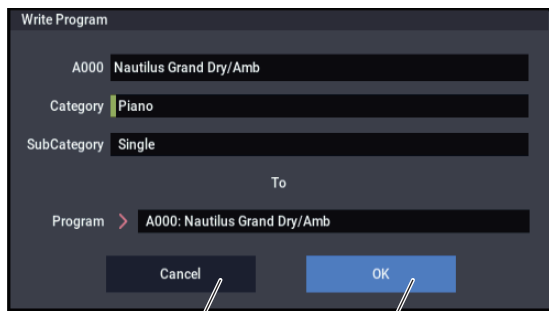 Write Program
A000 Nautilus Grand Dry/Amb
Category Piano
SubCategory Single
To
Program > A000: Nautilus Grand Dry/Amb
Cancel OK